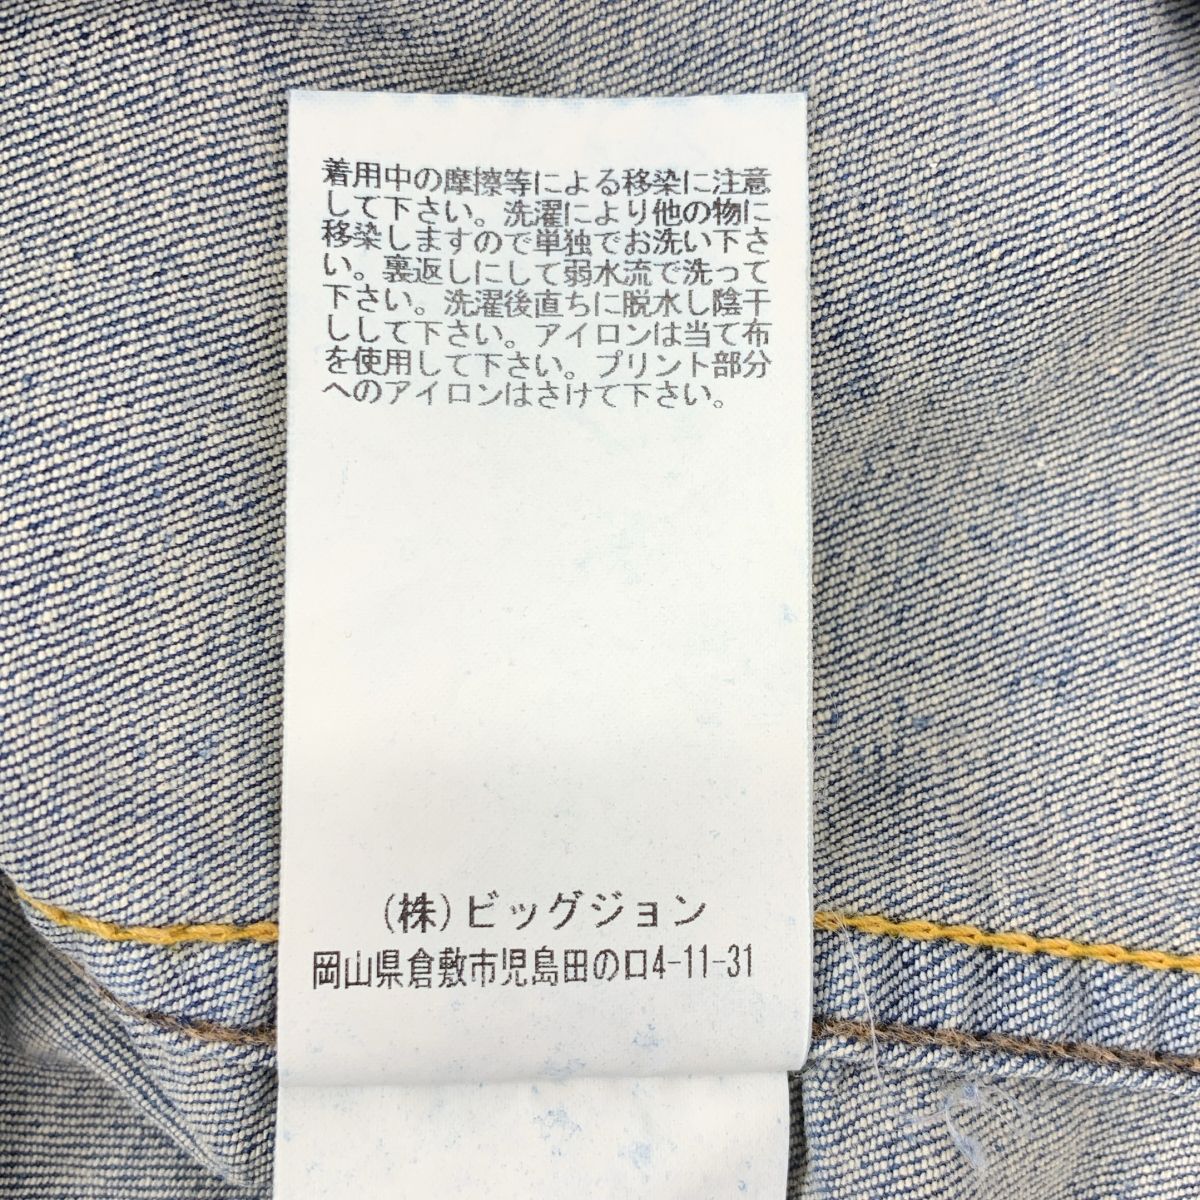 着用中の摩擦等による移染に注意
して下さい。洗濯により他の物に
移染しますので単独でお洗い下さ
い。裏返しにして弱水流で洗って
下さい。洗濯後直ちに脱水し陰干
しして下さい。アイロンは当て布
を使用して下さい。プリント部分
へのアイロンはさけて下さい。
(株)ビッグジョン
岡山県倉敷市児島田の口4-11-31